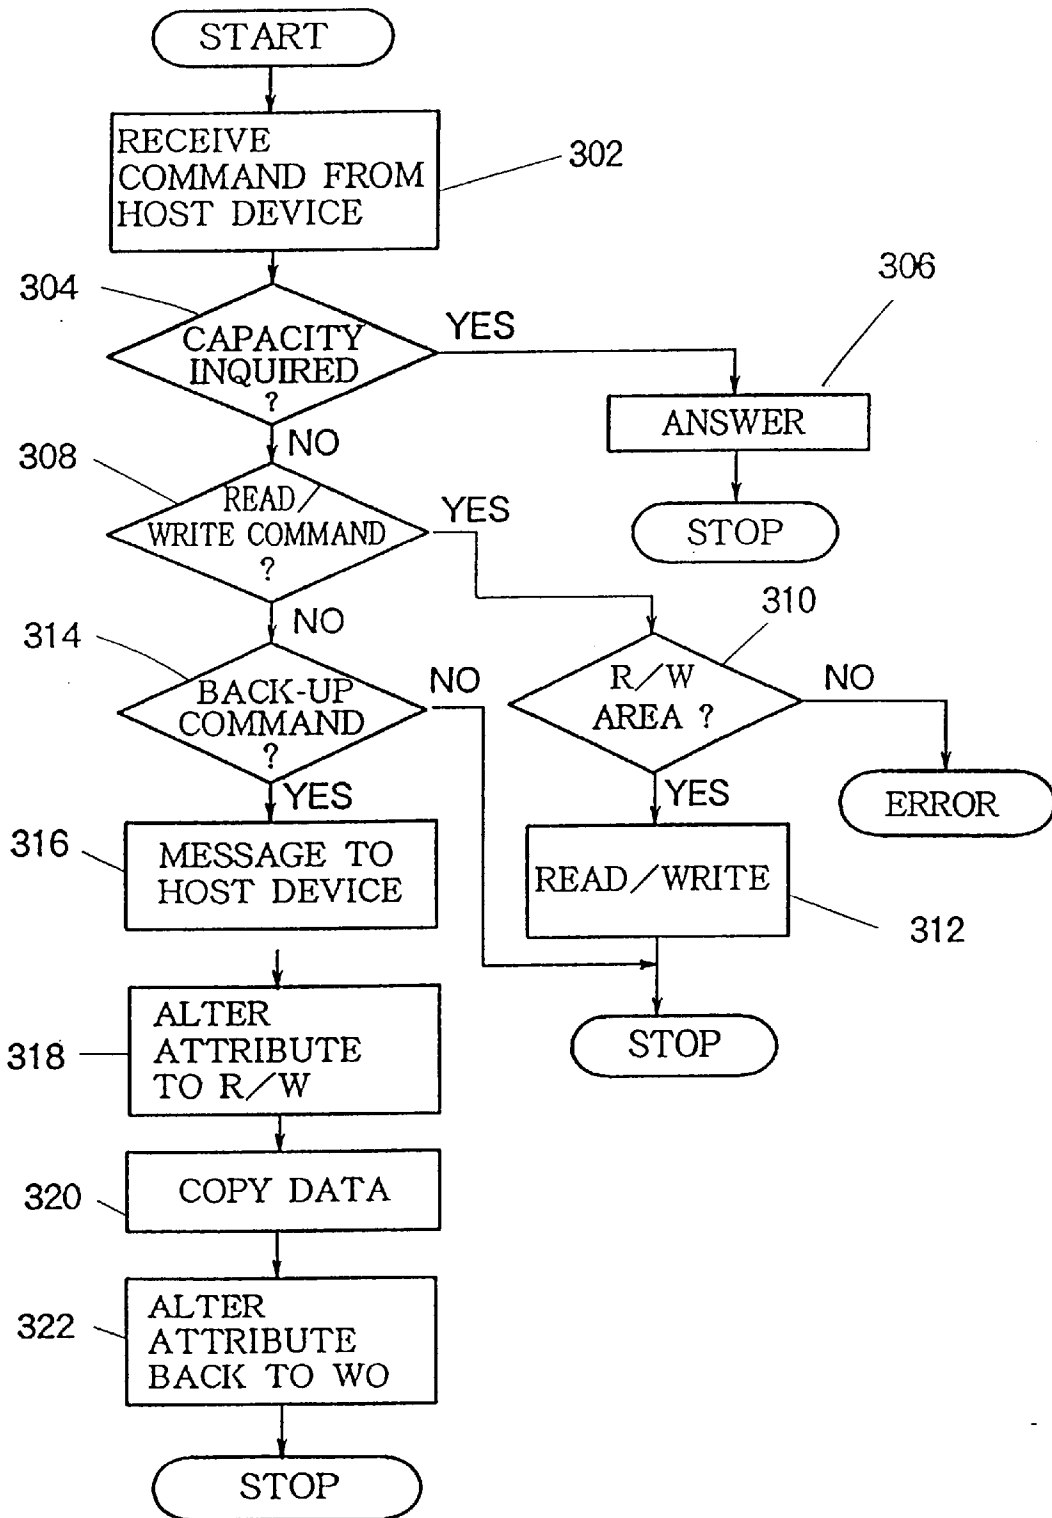 START
RECEIVE
COMMAND FROM
HOST DEVICE
302
304
CAPACITY
INQUIRED
?
YES
306
ANSWER
STOP
NO
308
READ/
WRITE COMMAND
?
YES
NO
310
R/W
AREA ?
NO
ERROR
YES
READ/WRITE
312
STOP
314
BACK-UP
COMMAND
?
NO
YES
316
MESSAGE TO
HOST DEVICE
318
ALTER
ATTRIBUTE
TO R/W
320
COPY DATA
322
ALTER
ATTRIBUTE
BACK TO WO
STOP